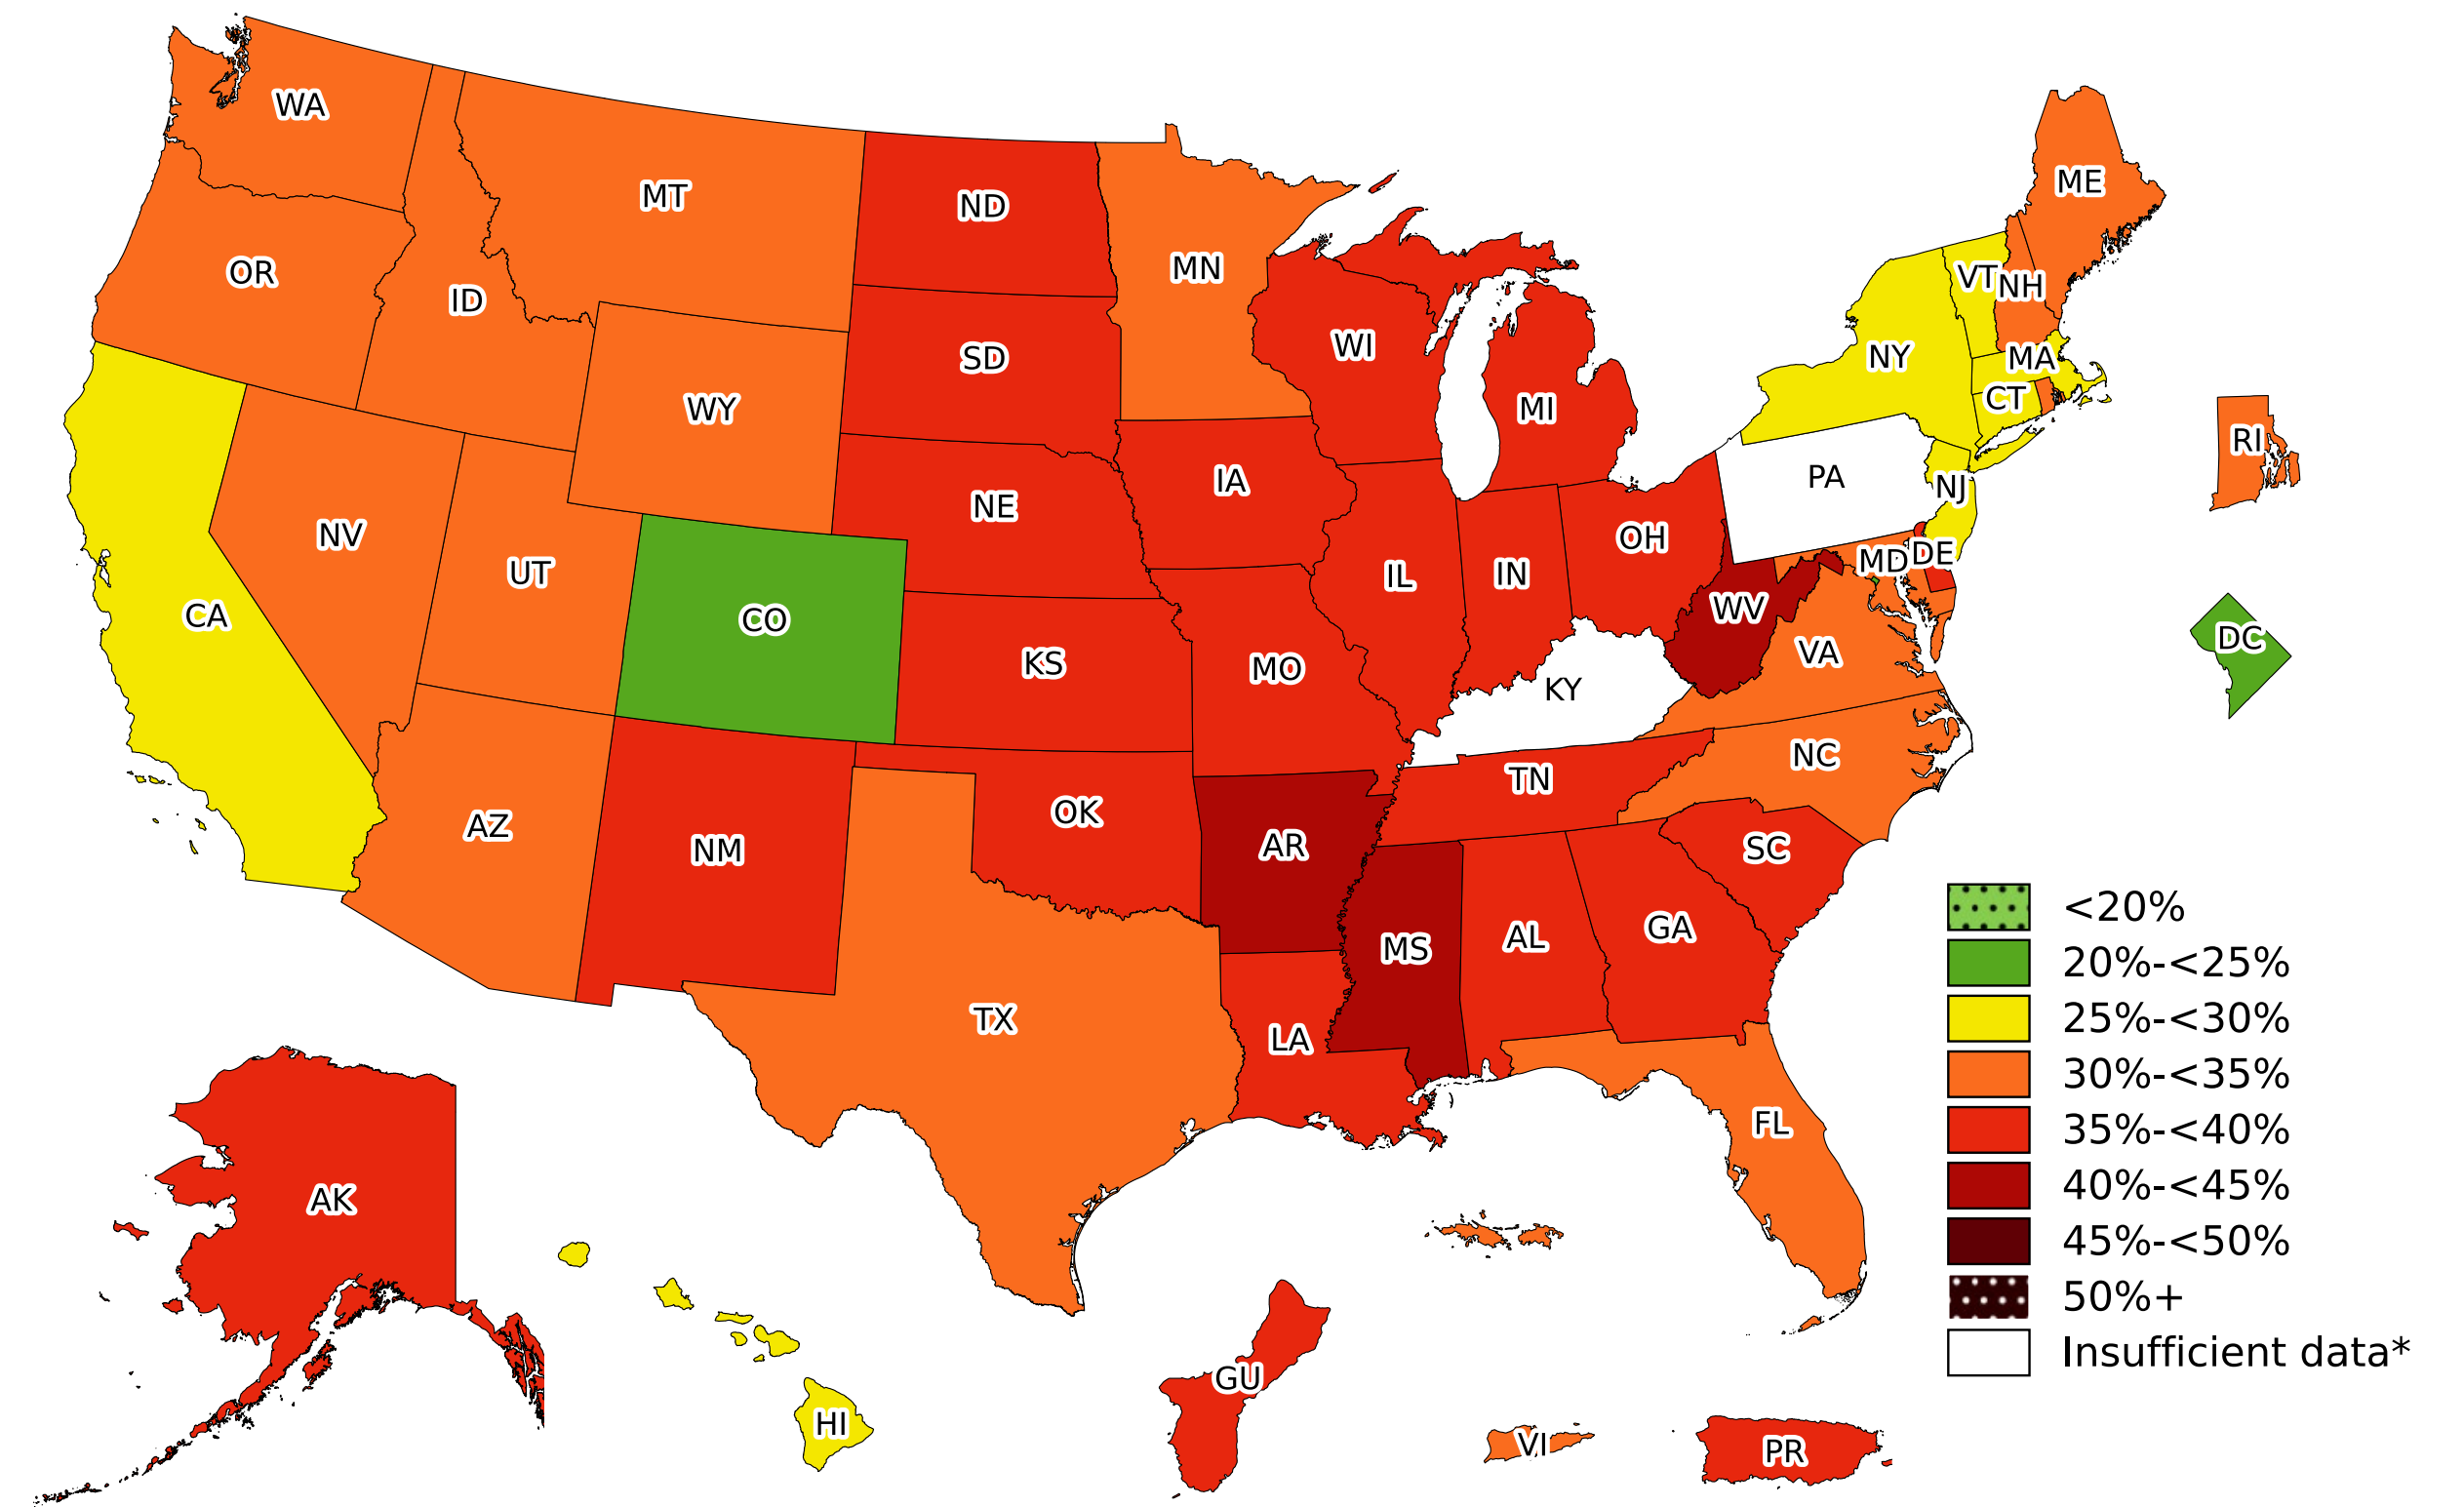 WA
MT
ND
MN
ME
OR
ID
VT
NH
SD
WI
NY
MA
WY
MI
CT
RI
NE
IA
PA
NJ
NV
UT
OH
MD
DE
CA
CO
IL
IN
WV
DC
KS
MO
KY
VA
AZ
NM
OK
TN
NC
AR
SC
MS
AL
GA
TX
LA
FL
AK
HI
GU
VI
PR
<20%
20%-<25%
25%-<30%
30%-<35%
35%-<40%
40%-<45%
45%-<50%
50%+
Insufficient data*